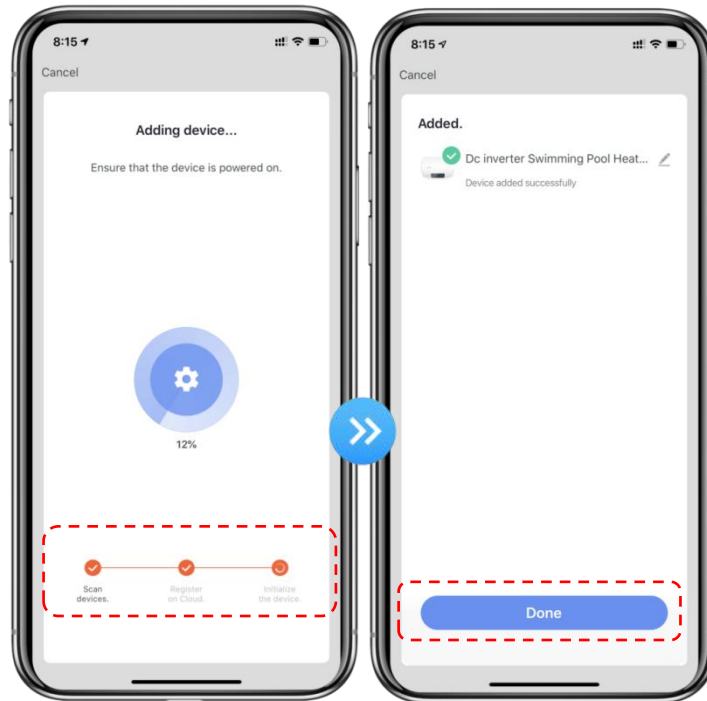 8:15
Cancel
Adding device...
Ensure that the device is powered on.
12%
Scan
devices.
Register
on Cloud.
Initialize
the device.
8:15
Cancel
Added.
Dc inverter Swimming Pool Heat...
Device added successfully
Done